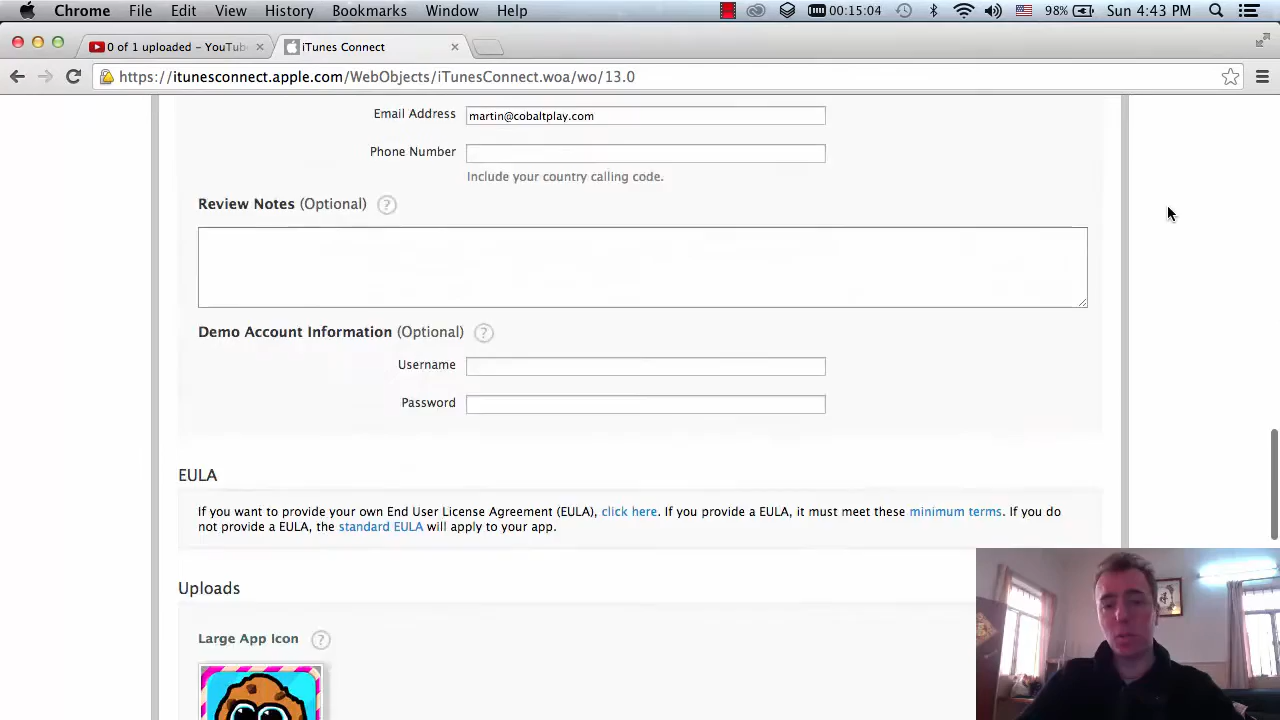 Chrome File Edit View History Bookmarks Window Help 00:15:04 98% Sun 4:43 PM
0 of 1 uploaded – YouTube iTunes Connect
https://itunesconnect.apple.com/WebObjects/iTunesConnect.woa/wo/13.0
Email Address martin@cobaltplay.com
Phone Number
Include your country calling code.
Review Notes (Optional) ?
Demo Account Information (Optional) ?
Username
Password
EULA
If you want to provide your own End User License Agreement (EULA), click here. If you provide a EULA, it must meet these minimum terms. If you do
not provide a EULA, the standard EULA will apply to your app.
Uploads
Large App Icon ?